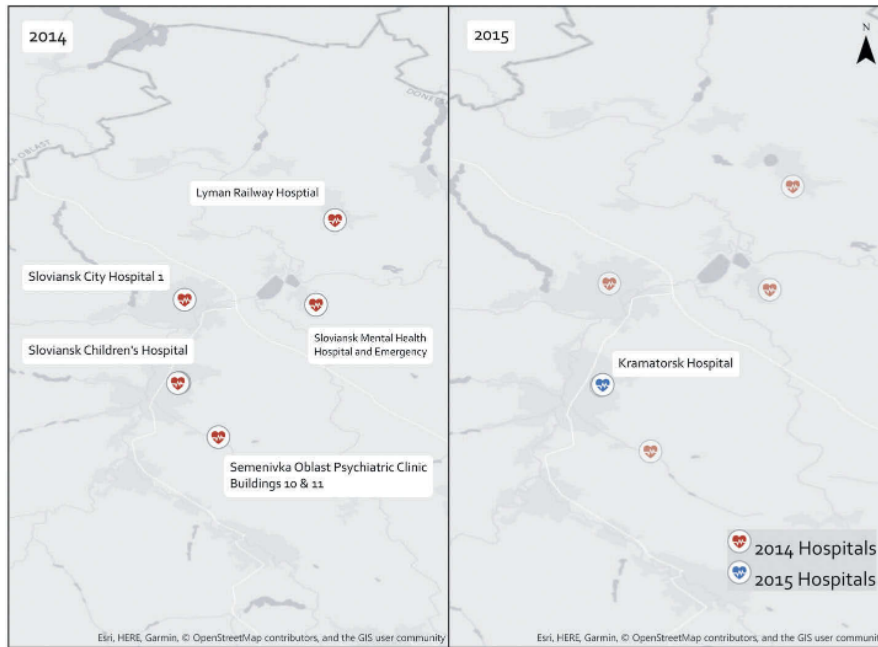 2014
Lyman Railway Hosptial
Sloviansk City Hospital 1
Sloviansk Mental Health
Hospital and Emergency
Sloviansk Children's Hospital
Semenivka Oblast Psychiatric Clinic
Buildings 10 & 11
Esri, HERE, Garmin, © OpenStreetMap contributors, and the GIS user community
2015
N
Kramatorsk Hospital
2014 Hospitals
2015 Hospitals
Esri, HERE, Garmin, © OpenStreetMap contributors, and the GIS user communit